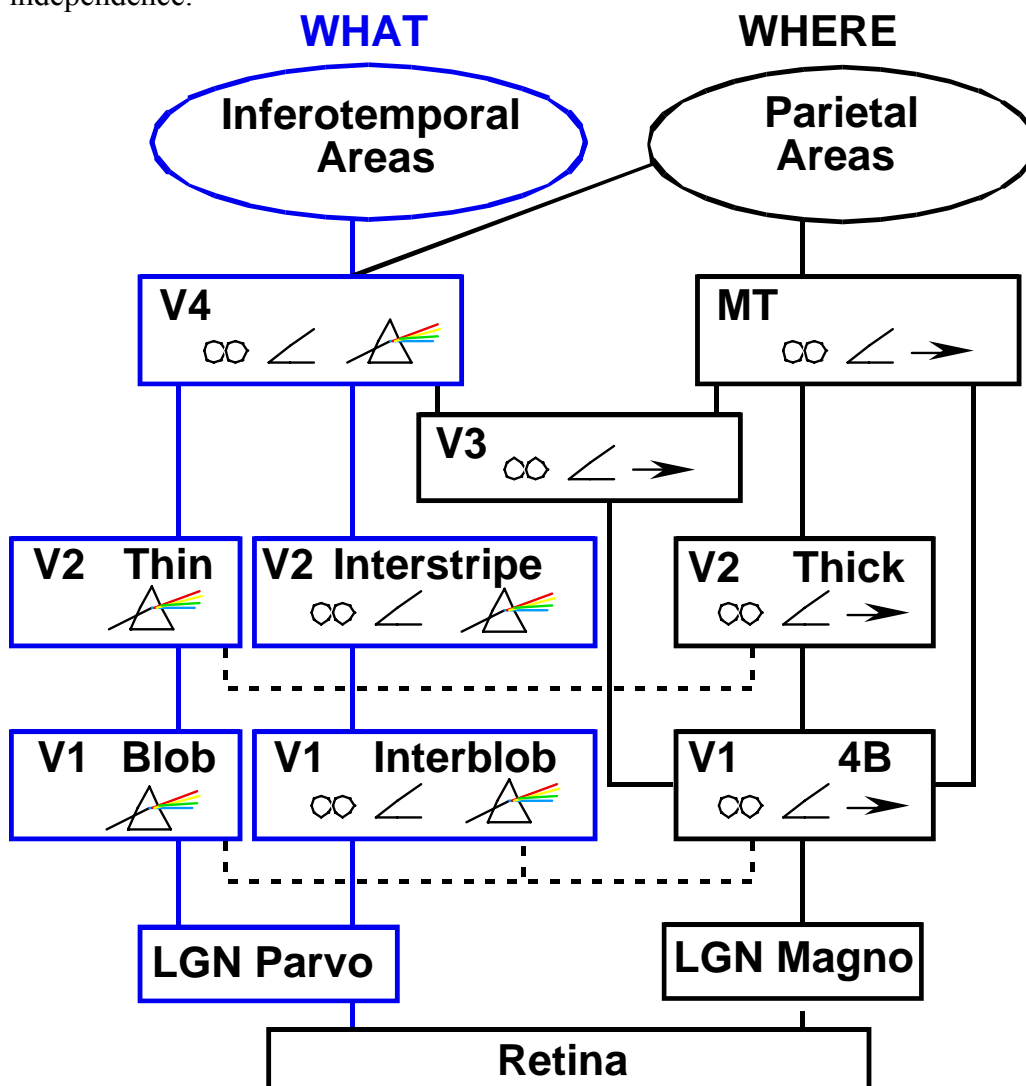 independence.
WHAT WHERE
Inferotemporal
Areas
Parietal
Areas
V4
MT
V3
V2 Thin
V2 Interstripe
V2 Thick
V1 Blob
V1 Interblob
V1 4B
LGN Parvo
LGN Magno
Retina